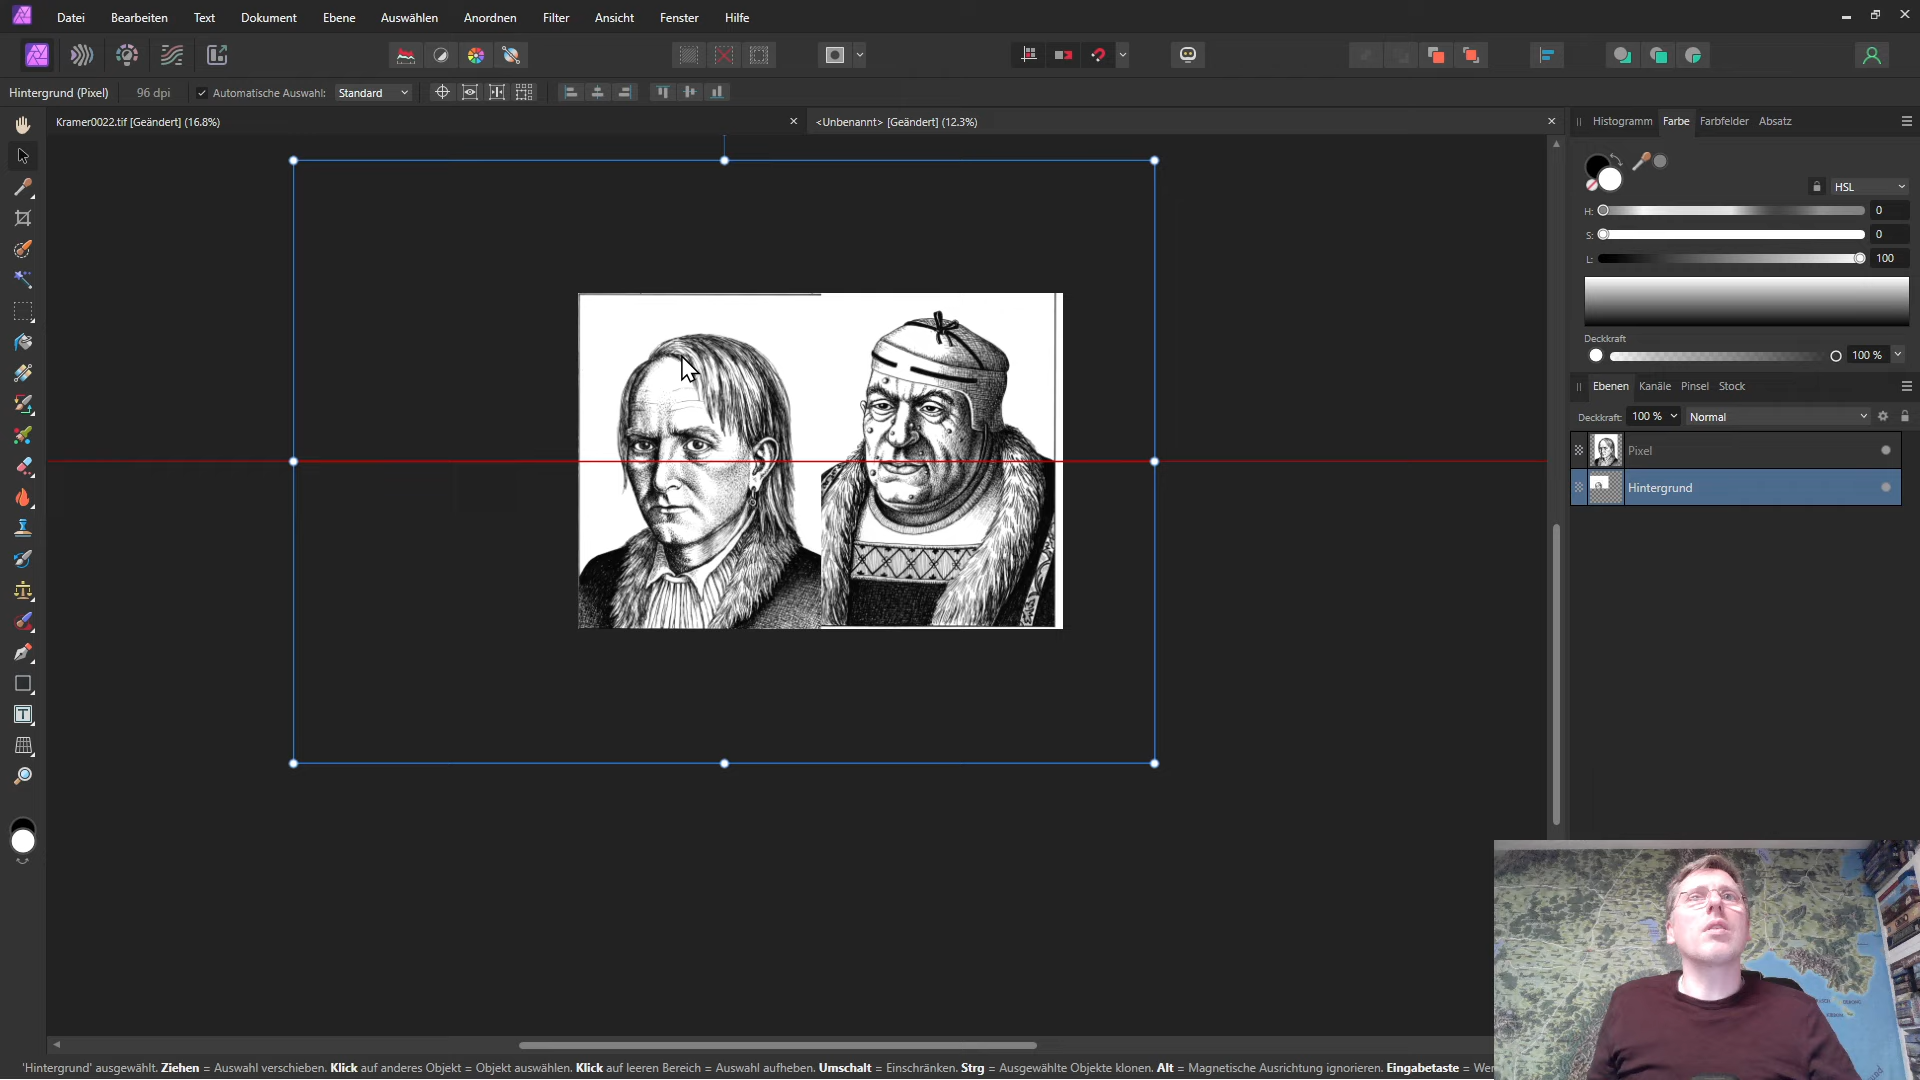 Datei Bearbeiten Text Dokument Ebene Auswählen Anordnen Filter Ansicht Fenster Hilfe
Hintergrund (Pixel) 96 dpi Automatische Auswahl: Standard
Kramer0022.tif [Geändert] (16.8%) <Unbenannt> [Geändert] (12.3%)
Histogramm Farbe Farbfelder Absatz
HSL
H: 0
S: 0
L: 100
Deckkraft
100 %
Ebenen Kanäle Pinsel Stock
Deckkraft: 100 % Normal
Pixel
Hintergrund
'Hintergrund' ausgewählt. Ziehen = Auswahl verschieben. Klick auf anderes Objekt = Objekt auswählen. Klick auf leeren Bereich = Auswahl aufheben. Umschalt = Einschränken. Strg = Ausgewählte Objekte klonen. Alt = Magnetische Ausrichtung ignorieren. Eingabetaste = We